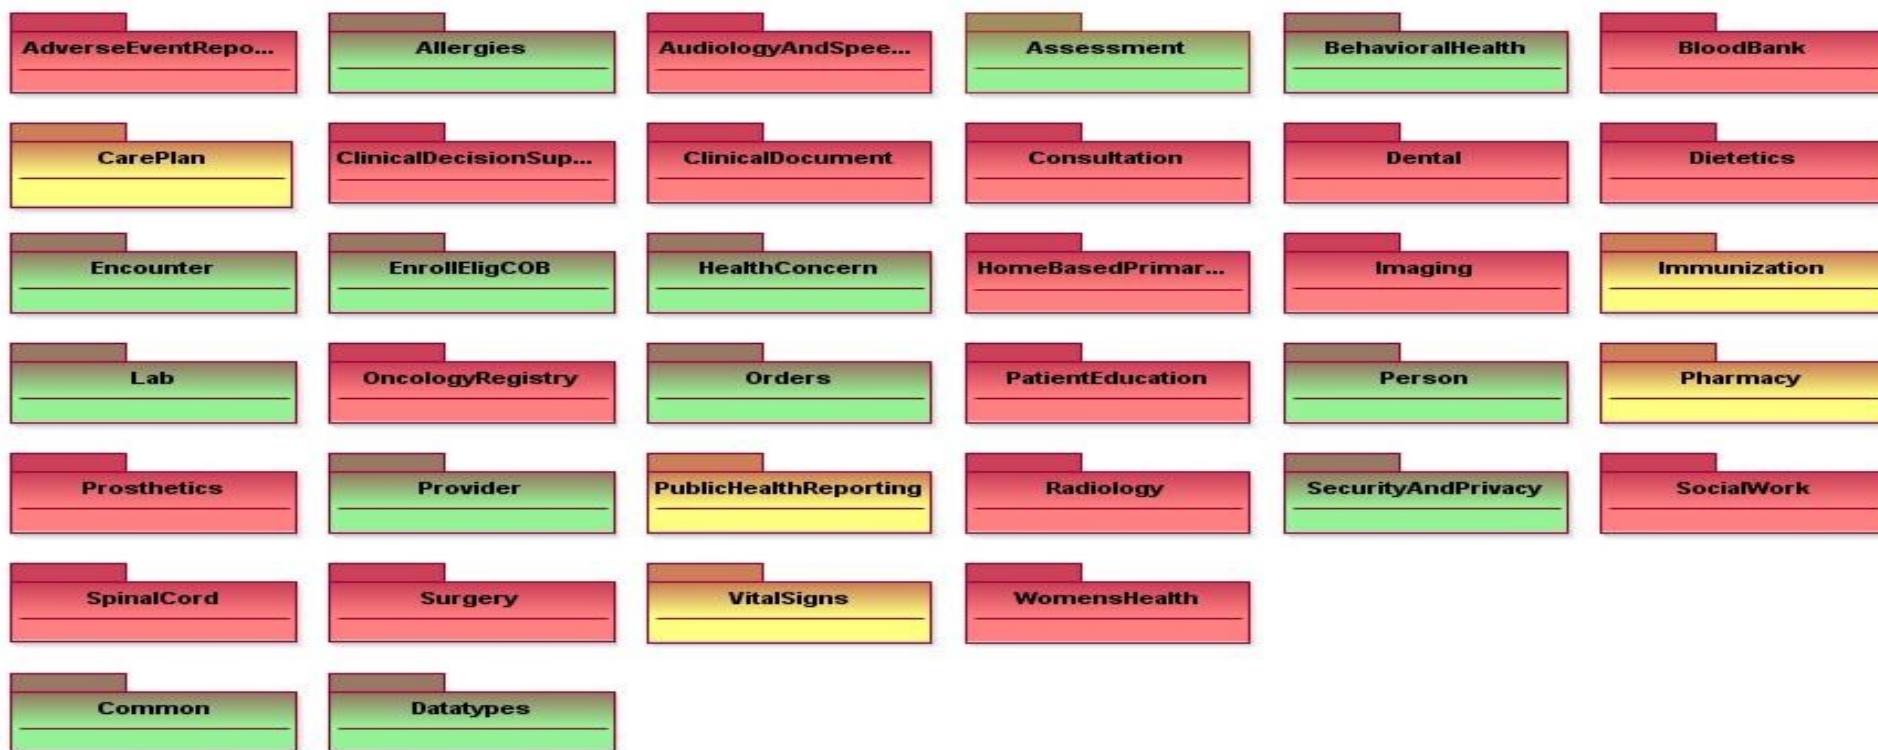 AdverseEventRepo...
Allergies
AudiologyAndSpee...
Assessment
BehavioralHealth
BloodBank
CarePlan
ClinicalDecisionSup...
ClinicalDocument
Consultation
Dental
Dietetics
Encounter
EnrollEligCOB
HealthConcern
HomeBasedPrimar...
Imaging
Immunization
Lab
OncologyRegistry
Orders
PatientEducation
Person
Pharmacy
Prosthetics
Provider
PublicHealthReporting
Radiology
SecurityAndPrivacy
SocialWork
SpinalCord
Surgery
VitalSigns
WomensHealth
Common
Datatypes